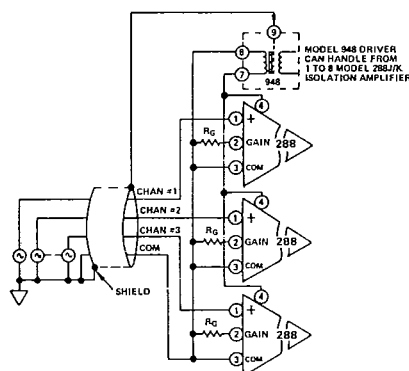 9
8
7
948
MODEL 948 DRIVER
CAN HANDLE FROM
1 TO 8 MODEL 288J/K
ISOLATION AMPLIFIER
4
1 +
RG 2 GAIN 288
3 COM
CHAN #1
CHAN #2
CHAN #3
COM
SHIELD
4
1 +
RG 2 GAIN 288
3 COM
4
1 +
RG 2 GAIN 288
3 COM